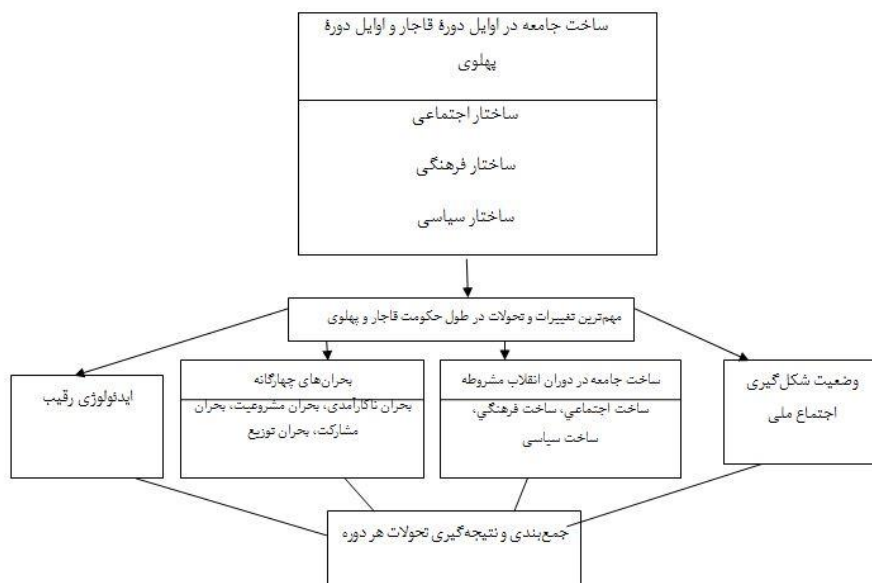 ساخت جامعه در اوایل دورهٔ قاجار و اوایل دورهٔ
پهلوی
ساختار اجتماعی
ساختار فرهنگی
ساختار سیاسی
مهم‌ترین تغییرات و تحولات در طول حکومت قاجار و پهلوی
وضعیت شکل‌گیری
اجتماع ملی
ساخت جامعه در دوران انقلاب مشروطه
ساخت اجتماعي، ساخت فرهنگي،
ساخت سیاسی
بحران‌های چهارگانه
بحران ناکارآمدی، بحران مشروعیت، بحران
مشارکت، بحران توزیع
ایدئولوژی رقیب
جمع‌بندی و نتیجه‌گیری تحولات هر دوره